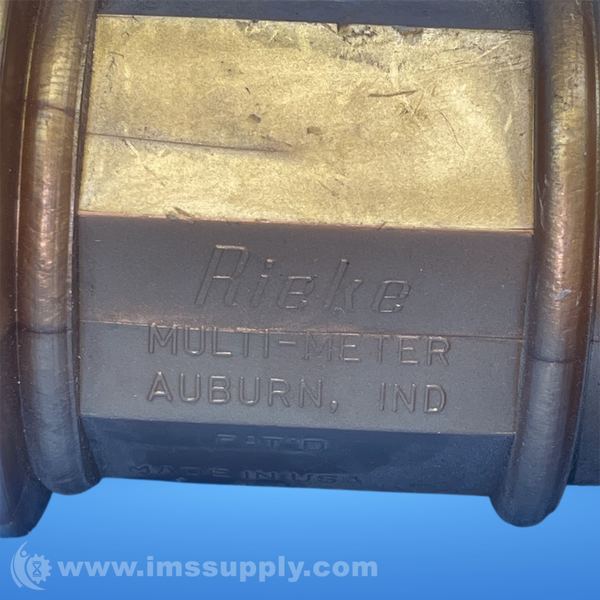 Rieke
MULTI-METER
AUBURN, IND
PAT'D
MADE IN USA
www.imssupply.com